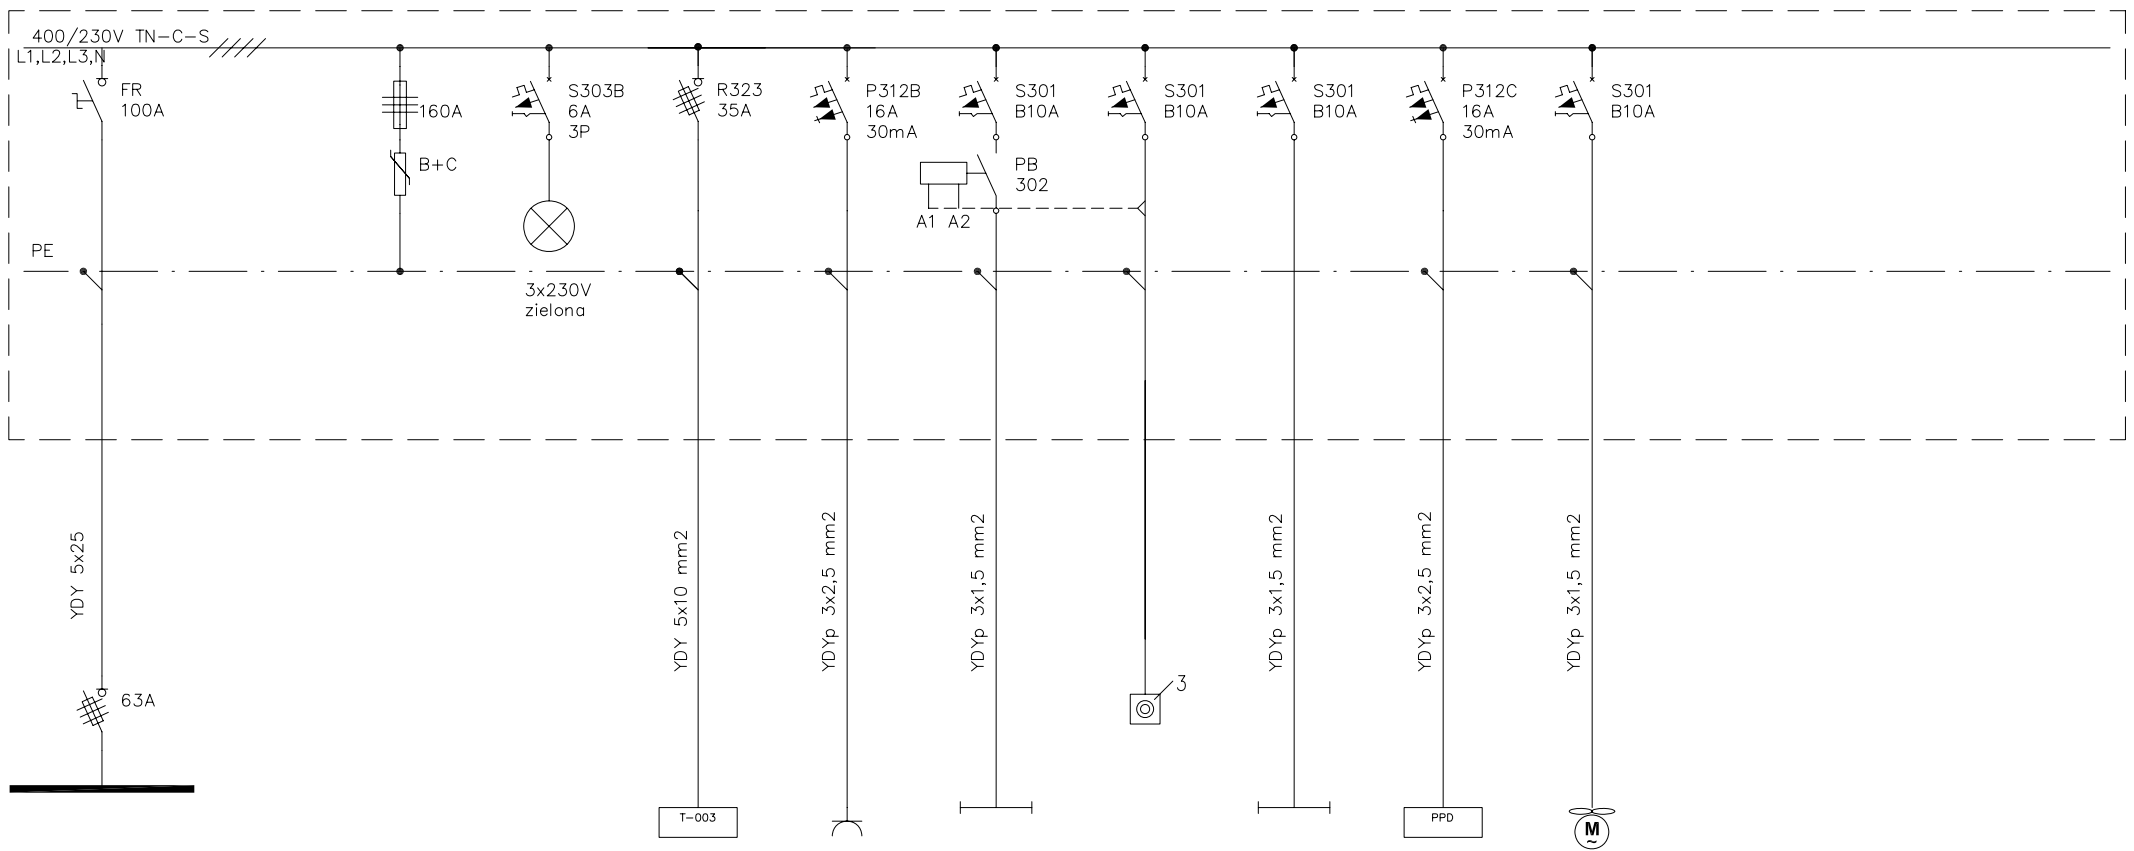 400/230V TN-C-S
L1,L2,L3,N
FR
100A
160A
B+C
S303B
6A
3P
R323
35A
P312B
16A
30mA
S301
B10A
S301
B10A
S301
B10A
P312C
16A
30mA
S301
B10A
PB
302
A1 A2
PE
3x230V
zielona
YDY 5x25
YDY 5x10 mm2
YDYp 3x2,5 mm2
YDYp 3x1,5 mm2
YDYp 3x1,5 mm2
YDYp 3x2,5 mm2
YDYp 3x1,5 mm2
63A
3
T-003
PPD
M
~